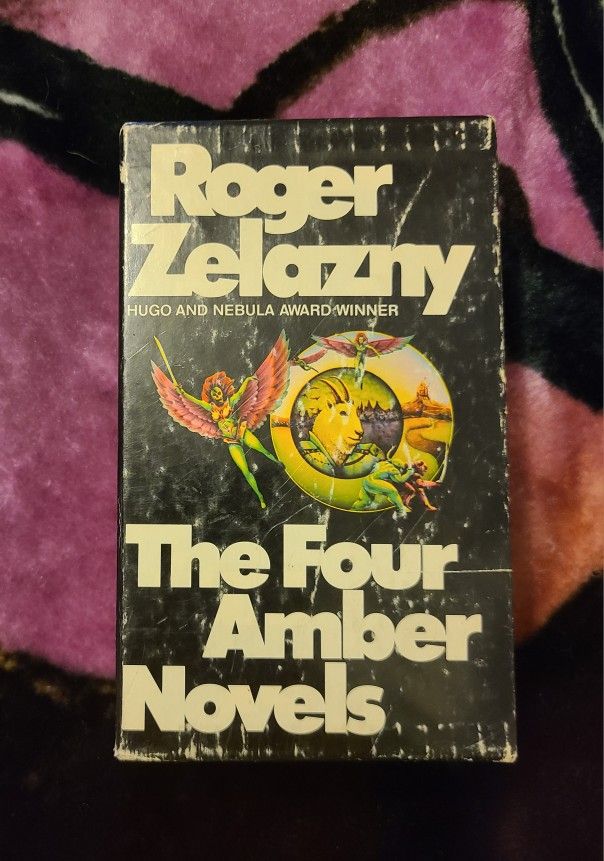 Roger
Zelazny
HUGO AND NEBULA AWARD WINNER
The Four
Amber
Novels